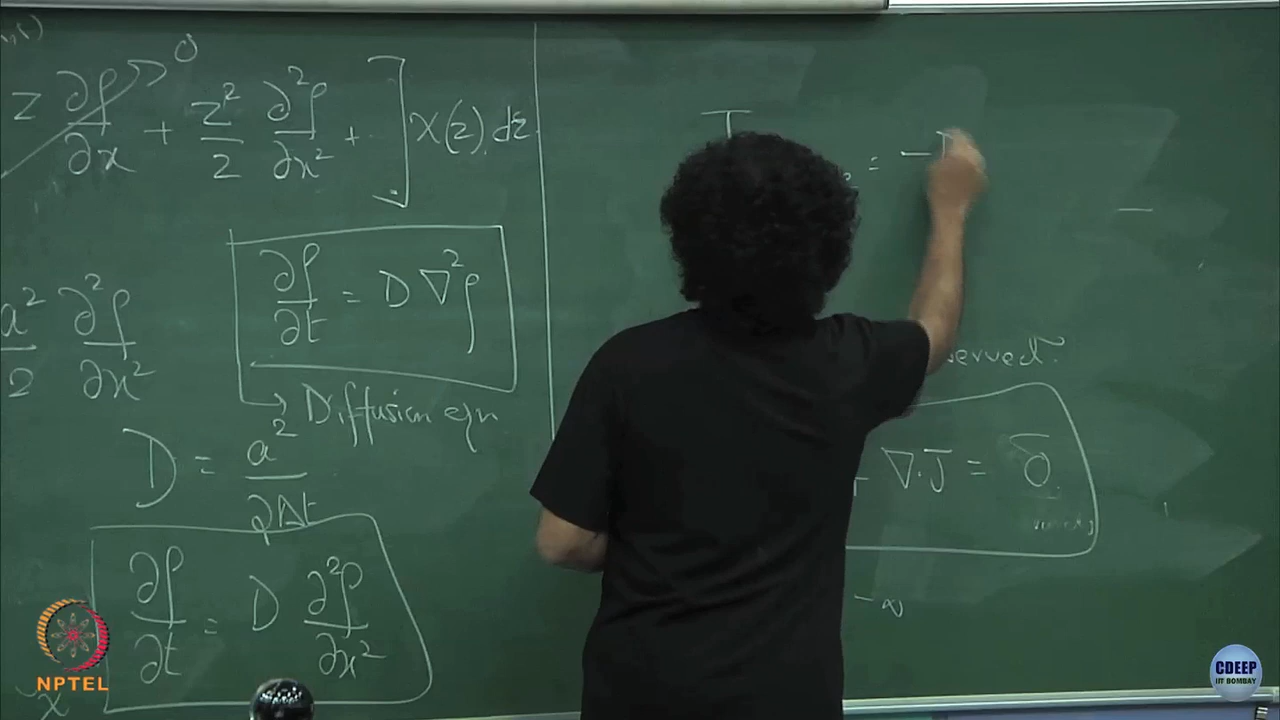 z ∂ρ/∂x → 0 + z²/2 ∂²ρ/∂x² + ] χ(z) dz
∂ρ/∂t = D ∇²ρ
a²/2 ∂²ρ/∂x²
Diffusion eqn
D = a²/2Δt
∂ρ/∂t = D ∂²ρ/∂x²
J
= -
∇.J = 0
-∞
NPTEL
CDEEP
IIT BOMBAY